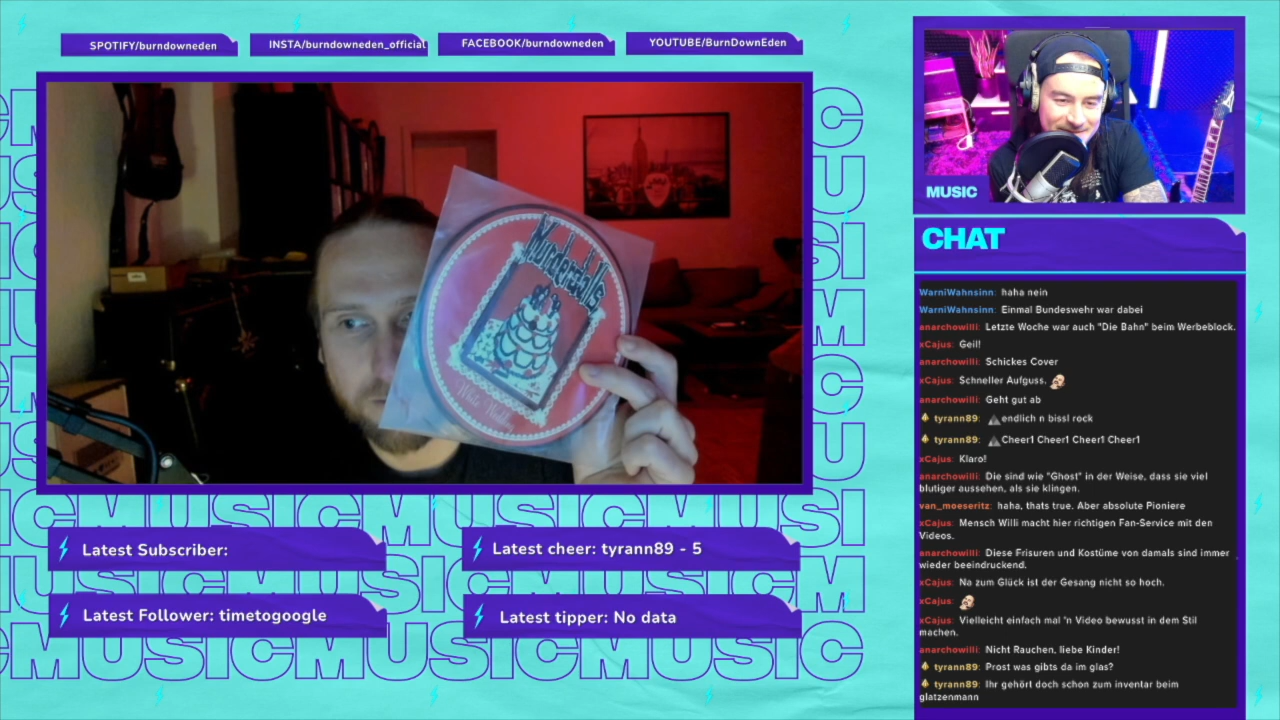 SPOTIFY/burndowneden
INSTA/burndowneden_official
FACEBOOK/burndowneden
YOUTUBE/BurnDownEden
Murderdolls
White Wedding
MUSIC
CHAT
WarniWahnsinn: haha nein
WarniWahnsinn: Einmal Bundeswehr war dabei
anarchowilli: Letzte Woche war auch "Die Bahn" beim Werbeblock.
xCajus: Geil!
anarchowilli: Schickes Cover
xCajus: Schneller Aufguss.
anarchowilli: Geht gut ab
tyrann89: endlich n bissl rock
tyrann89: Cheer1 Cheer1 Cheer1 Cheer1
xCajus: Klaro!
anarchowilli: Die sind wie "Ghost" in der Weise, dass sie viel
blutiger aussehen, als sie klingen.
van_moeseritz: haha, thats true. Aber absolute Pioniere
xCajus: Mensch Willi macht hier richtigen Fan-Service mit den
Videos.
anarchowilli: Diese Frisuren und Kostüme von damals sind immer
wieder beeindruckend.
xCajus: Na zum Glück ist der Gesang nicht so hoch.
xCajus:
xCajus: Vielleicht einfach mal 'n Video bewusst in dem Stil
machen.
anarchowilli: Nicht Rauchen, liebe Kinder!
tyrann89: Prost was gibts da im glas?
tyrann89: Ihr gehört doch schon zum inventar beim
glatzenmann
Latest Subscriber:
Latest cheer: tyrann89 - 5
Latest Follower: timetogoogle
Latest tipper: No data
MUSICMUSICMUSIC
MUSICMUSICMUSIC